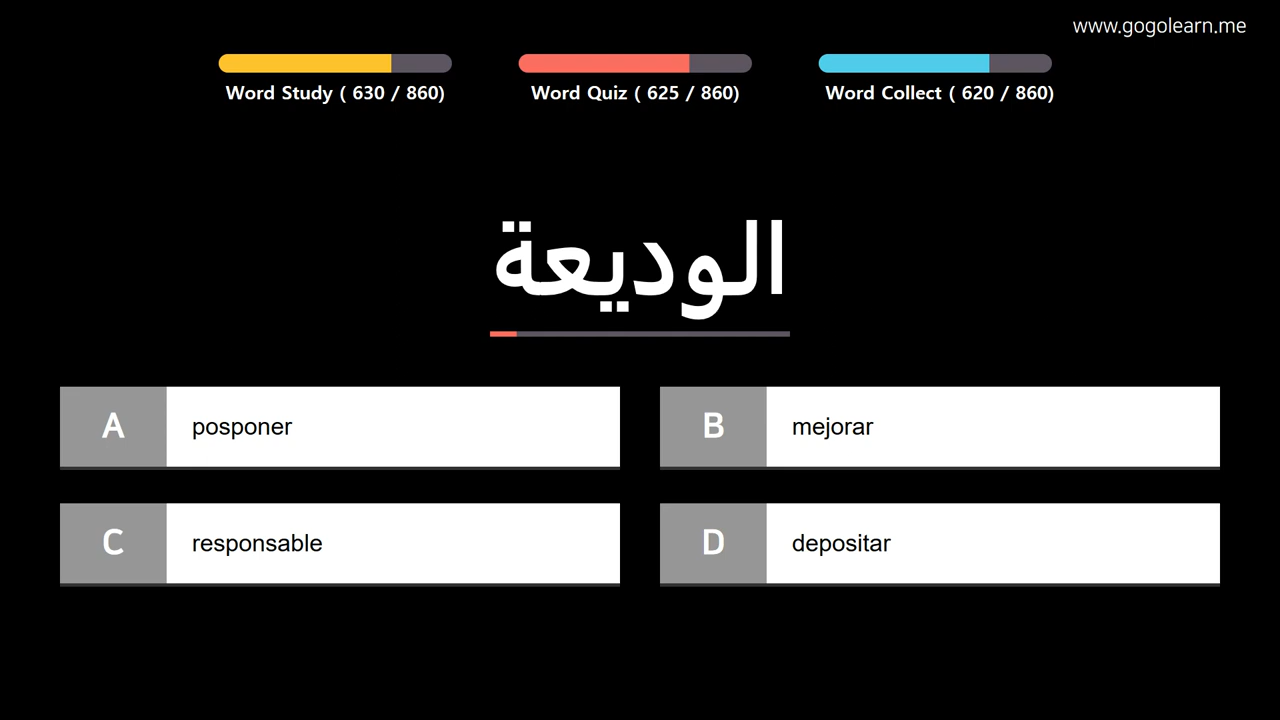 www.gogolearn.me
Word Study ( 630 / 860)
Word Quiz ( 625 / 860)
Word Collect ( 620 / 860)
الوديعة
A
posponer
B
mejorar
C
responsable
D
depositar